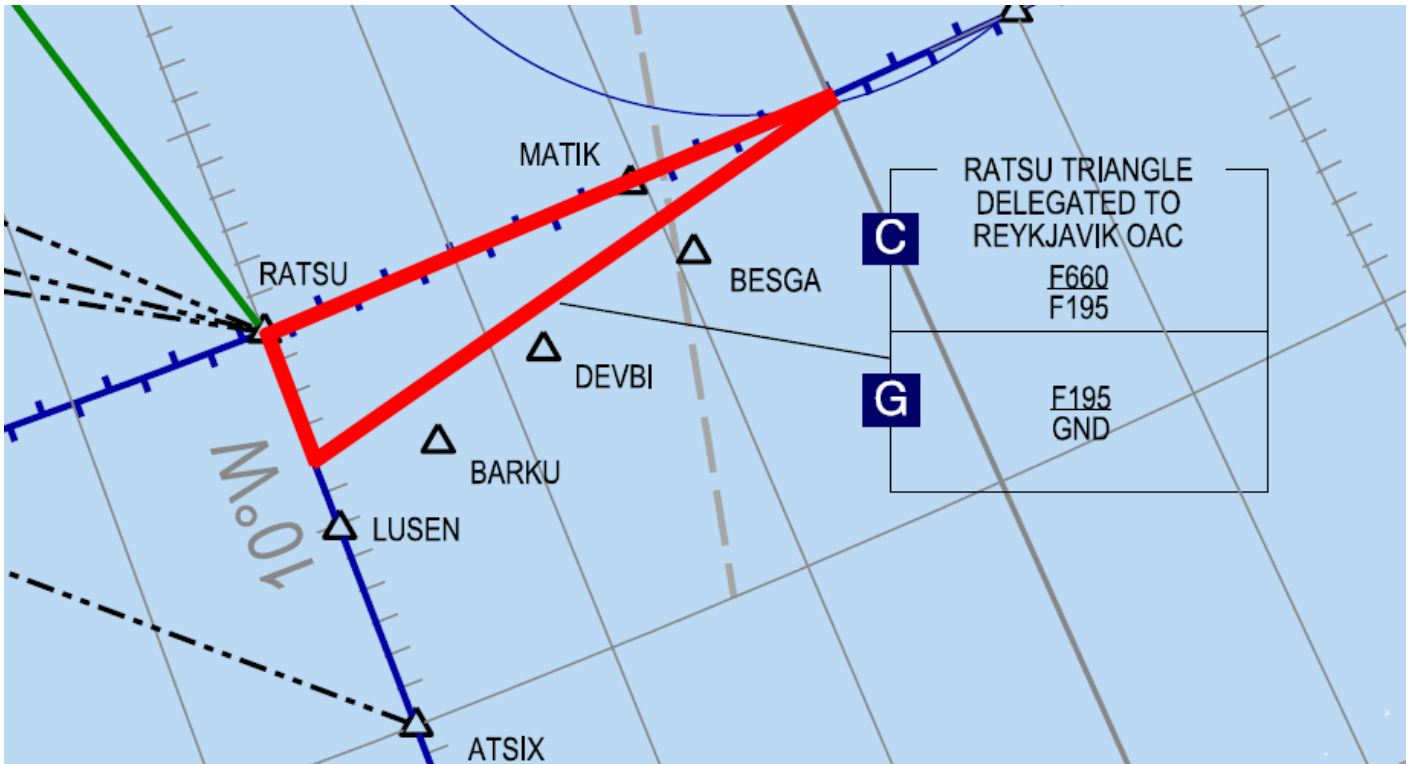 MATIK
RATSU TRIANGLE
DELEGATED TO
REYKJAVIK OAC
C
F660
F195
RATSU
BESGA
DEVBI
G
F195
GND
BARKU
10°W
LUSEN
ATSIX